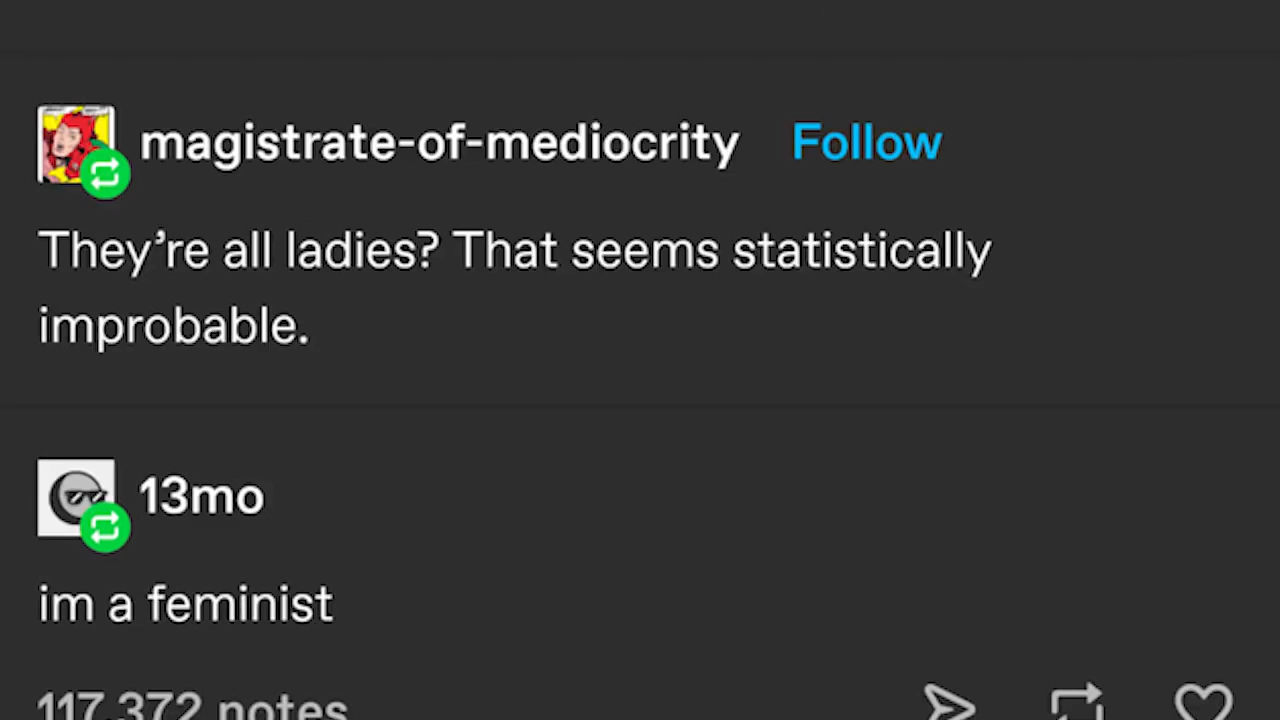 magistrate-of-mediocrity Follow
They’re all ladies? That seems statistically
improbable.
13mo
im a feminist
117,372 notes